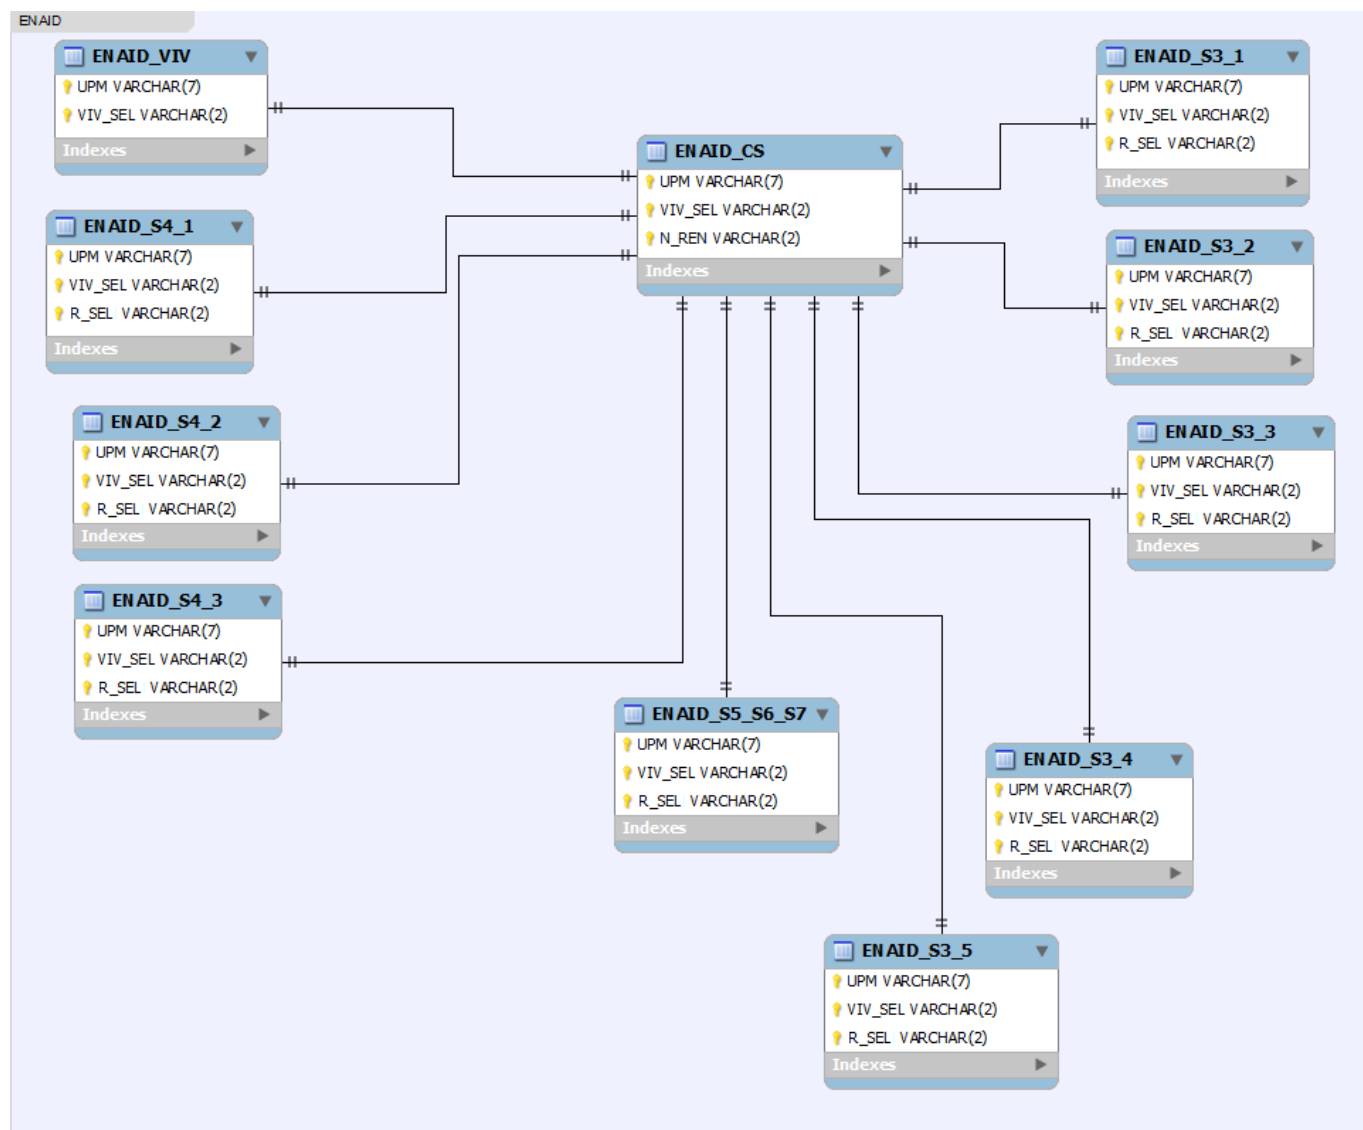 ENAID
ENAID_VIV
UPM VARCHAR(7)
VIV_SEL VARCHAR(2)
Indexes
ENAID_S4_1
UPM VARCHAR(7)
VIV_SEL VARCHAR(2)
R_SEL VARCHAR(2)
Indexes
ENAID_S4_2
UPM VARCHAR(7)
VIV_SEL VARCHAR(2)
R_SEL VARCHAR(2)
Indexes
ENAID_S4_3
UPM VARCHAR(7)
VIV_SEL VARCHAR(2)
R_SEL VARCHAR(2)
Indexes
ENAID_CS
UPM VARCHAR(7)
VIV_SEL VARCHAR(2)
N_REN VARCHAR(2)
Indexes
ENAID_S5_S6_S7
UPM VARCHAR(7)
VIV_SEL VARCHAR(2)
R_SEL VARCHAR(2)
Indexes
ENAID_S3_1
UPM VARCHAR(7)
VIV_SEL VARCHAR(2)
R_SEL VARCHAR(2)
Indexes
ENAID_S3_2
UPM VARCHAR(7)
VIV_SEL VARCHAR(2)
R_SEL VARCHAR(2)
Indexes
ENAID_S3_3
UPM VARCHAR(7)
VIV_SEL VARCHAR(2)
R_SEL VARCHAR(2)
Indexes
ENAID_S3_4
UPM VARCHAR(7)
VIV_SEL VARCHAR(2)
R_SEL VARCHAR(2)
Indexes
ENAID_S3_5
UPM VARCHAR(7)
VIV_SEL VARCHAR(2)
R_SEL VARCHAR(2)
Indexes